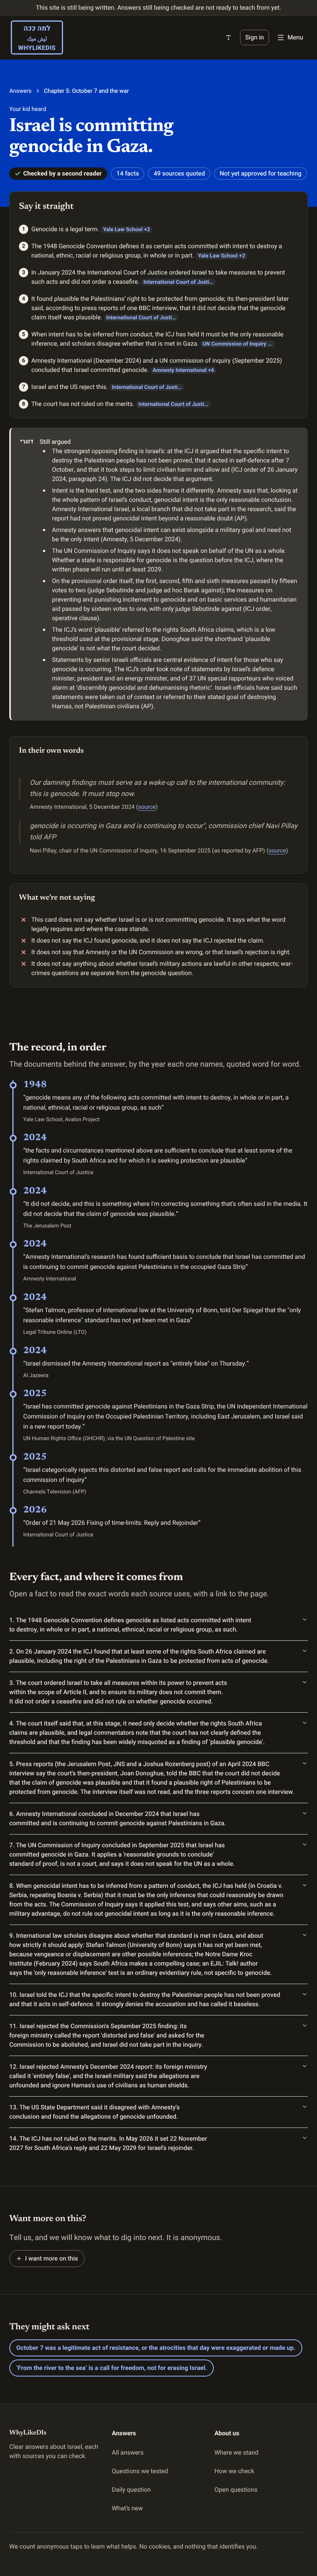 This site is still being written. Answers still being checked are not ready to teach from yet.
למה ככה
ليش هيك
WHYLIKEDIS
Sign in
Menu
Answers
Chapter 5: October 7 and the war
Your kid heard
Israel is committing
genocide in Gaza.
Checked by a second reader
14 facts
49 sources quoted
Not yet approved for teaching
Say it straight
1 Genocide is a legal term. Yale Law School +2
2 The 1948 Genocide Convention defines it as certain acts committed with intent to destroy a
national, ethnic, racial or religious group, in whole or in part. Yale Law School +2
3 In January 2024 the International Court of Justice ordered Israel to take measures to prevent
such acts and did not order a ceasefire. International Court of Justi…
4 It found plausible the Palestinians' right to be protected from genocide; its then-president later
said, according to press reports of one BBC interview, that it did not decide that the genocide
claim itself was plausible. International Court of Justi…
5 When intent has to be inferred from conduct, the ICJ has held it must be the only reasonable
inference, and scholars disagree whether that is met in Gaza. UN Commission of Inquiry …
6 Amnesty International (December 2024) and a UN commission of inquiry (September 2025)
concluded that Israel committed genocide. Amnesty International +6
7 Israel and the US reject this. International Court of Justi…
8 The court has not ruled on the merits. International Court of Justi…
Still argued
The strongest opposing finding is Israel's: at the ICJ it argued that the specific intent to
destroy the Palestinian people has not been proved, that it acted in self-defence after 7
October, and that it took steps to limit civilian harm and allow aid (ICJ order of 26 January
2024, paragraph 24). The ICJ did not decide that argument.
Intent is the hard test, and the two sides frame it differently. Amnesty says that, looking at
the whole pattern of Israel's conduct, genocidal intent is the only reasonable conclusion.
Amnesty International Israel, a local branch that did not take part in the research, said the
report had not proved genocidal intent beyond a reasonable doubt (AP).
Amnesty answers that genocidal intent can exist alongside a military goal and need not
be the only intent (Amnesty, 5 December 2024).
The UN Commission of Inquiry says it does not speak on behalf of the UN as a whole.
Whether a state is responsible for genocide is the question before the ICJ, where the
written phase will run until at least 2029.
On the provisional order itself, the first, second, fifth and sixth measures passed by fifteen
votes to two (judge Sebutinde and judge ad hoc Barak against); the measures on
preventing and punishing incitement to genocide and on basic services and humanitarian
aid passed by sixteen votes to one, with only judge Sebutinde against (ICJ order,
operative clause).
The ICJ's word 'plausible' referred to the rights South Africa claims, which is a low
threshold used at the provisional stage. Donoghue said the shorthand 'plausible
genocide' is not what the court decided.
Statements by senior Israeli officials are central evidence of intent for those who say
genocide is occurring. The ICJ's order took note of statements by Israel's defence
minister, president and an energy minister, and of 37 UN special rapporteurs who voiced
alarm at 'discernibly genocidal and dehumanising rhetoric'. Israeli officials have said such
statements were taken out of context or referred to their stated goal of destroying
Hamas, not Palestinian civilians (AP).
In their own words
Our damning findings must serve as a wake-up call to the international community:
this is genocide. It must stop now.
Amnesty International, 5 December 2024 (source)
genocide is occurring in Gaza and is continuing to occur", commission chief Navi Pillay
told AFP
Navi Pillay, chair of the UN Commission of Inquiry, 16 September 2025 (as reported by AFP) (source)
What we're not saying
This card does not say whether Israel is or is not committing genocide. It says what the word
legally requires and where the case stands.
It does not say the ICJ found genocide, and it does not say the ICJ rejected the claim.
It does not say that Amnesty or the UN Commission are wrong, or that Israel's rejection is right.
It does not say anything about whether Israel's military actions are lawful in other respects; war-
crimes questions are separate from the genocide question.
The record, in order
The documents behind the answer, by the year each one names, quoted word for word.
1948
"genocide means any of the following acts committed with intent to destroy, in whole or in part, a
national, ethnical, racial or religious group, as such"
Yale Law School, Avalon Project
2024
"the facts and circumstances mentioned above are sufficient to conclude that at least some of the
rights claimed by South Africa and for which it is seeking protection are plausible"
International Court of Justice
2024
"It did not decide, and this is something where I'm correcting something that's often said in the media. It
did not decide that the claim of genocide was plausible."
The Jerusalem Post
2024
"Amnesty International's research has found sufficient basis to conclude that Israel has committed and
is continuing to commit genocide against Palestinians in the occupied Gaza Strip"
Amnesty International
2024
"Stefan Talmon, professor of international law at the University of Bonn, told Der Spiegel that the "only
reasonable inference" standard has not yet been met in Gaza"
Legal Tribune Online (LTO)
2024
"Israel dismissed the Amnesty International report as "entirely false" on Thursday."
Al Jazeera
2025
"Israel has committed genocide against Palestinians in the Gaza Strip, the UN Independent International
Commission of Inquiry on the Occupied Palestinian Territory, including East Jerusalem, and Israel said
in a new report today."
UN Human Rights Office (OHCHR), via the UN Question of Palestine site
2025
"Israel categorically rejects this distorted and false report and calls for the immediate abolition of this
commission of inquiry"
Channels Television (AFP)
2026
"Order of 21 May 2026 Fixing of time-limits: Reply and Rejoinder"
International Court of Justice
Every fact, and where it comes from
Open a fact to read the exact words each source uses, with a link to the page.
1. The 1948 Genocide Convention defines genocide as listed acts committed with intent
to destroy, in whole or in part, a national, ethnical, racial or religious group, as such.
2. On 26 January 2024 the ICJ found that at least some of the rights South Africa claimed are
plausible, including the right of the Palestinians in Gaza to be protected from acts of genocide.
3. The court ordered Israel to take all measures within its power to prevent acts
within the scope of Article II, and to ensure its military does not commit them.
It did not order a ceasefire and did not rule on whether genocide occurred.
4. The court itself said that, at this stage, it need only decide whether the rights South Africa
claims are plausible, and legal commentators note that the court has not clearly defined the
threshold and that the finding has been widely misquoted as a finding of 'plausible genocide'.
5. Press reports (the Jerusalem Post, JNS and a Joshua Rozenberg post) of an April 2024 BBC
interview say the court's then-president, Joan Donoghue, told the BBC that the court did not decide
that the claim of genocide was plausible and that it found a plausible right of Palestinians to be
protected from genocide. The interview itself was not read, and the three reports concern one interview.
6. Amnesty International concluded in December 2024 that Israel has
committed and is continuing to commit genocide against Palestinians in Gaza.
7. The UN Commission of Inquiry concluded in September 2025 that Israel has
committed genocide in Gaza. It applies a 'reasonable grounds to conclude'
standard of proof, is not a court, and says it does not speak for the UN as a whole.
8. When genocidal intent has to be inferred from a pattern of conduct, the ICJ has held (in Croatia v.
Serbia, repeating Bosnia v. Serbia) that it must be the only inference that could reasonably be drawn
from the acts. The Commission of Inquiry says it applied this test, and says other aims, such as a
military advantage, do not rule out genocidal intent as long as it is the only reasonable inference.
9. International law scholars disagree about whether that standard is met in Gaza, and about
how strictly it should apply: Stefan Talmon (University of Bonn) says it has not yet been met,
because vengeance or displacement are other possible inferences; the Notre Dame Kroc
Institute (February 2024) says South Africa makes a compelling case; an EJIL: Talk! author
says the 'only reasonable inference' test is an ordinary evidentiary rule, not specific to genocide.
10. Israel told the ICJ that the specific intent to destroy the Palestinian people has not been proved
and that it acts in self-defence. It strongly denies the accusation and has called it baseless.
11. Israel rejected the Commission's September 2025 finding: its
foreign ministry called the report 'distorted and false' and asked for the
Commission to be abolished, and Israel did not take part in the inquiry.
12. Israel rejected Amnesty's December 2024 report: its foreign ministry
called it 'entirely false', and the Israeli military said the allegations are
unfounded and ignore Hamas's use of civilians as human shields.
13. The US State Department said it disagreed with Amnesty's
conclusion and found the allegations of genocide unfounded.
14. The ICJ has not ruled on the merits. In May 2026 it set 22 November
2027 for South Africa's reply and 22 May 2029 for Israel's rejoinder.
Want more on this?
Tell us, and we will know what to dig into next. It is anonymous.
+ I want more on this
They might ask next
October 7 was a legitimate act of resistance, or the atrocities that day were exaggerated or made up.
'From the river to the sea' is a call for freedom, not for erasing Israel.
WhyLikeDIs
Clear answers about Israel, each
with sources you can check.
Answers
All answers
Questions we tested
Daily question
What's new
About us
Where we stand
How we check
Open questions
We count anonymous taps to learn what helps. No cookies, and nothing that identifies you.